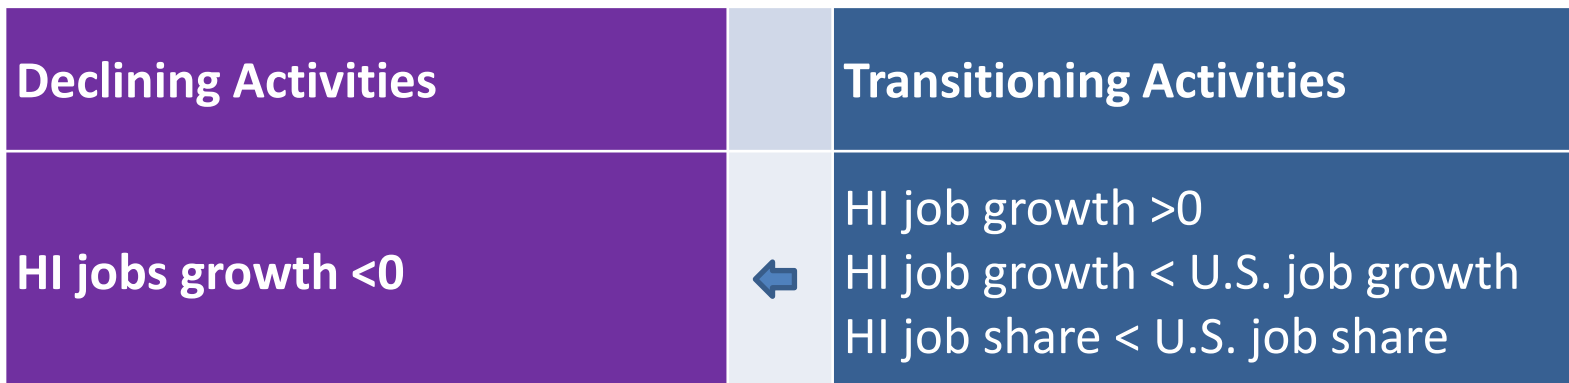 Declining Activities
Transitioning Activities
HI jobs growth <0
HI job growth >0
HI job growth < U.S. job growth
HI job share < U.S. job share